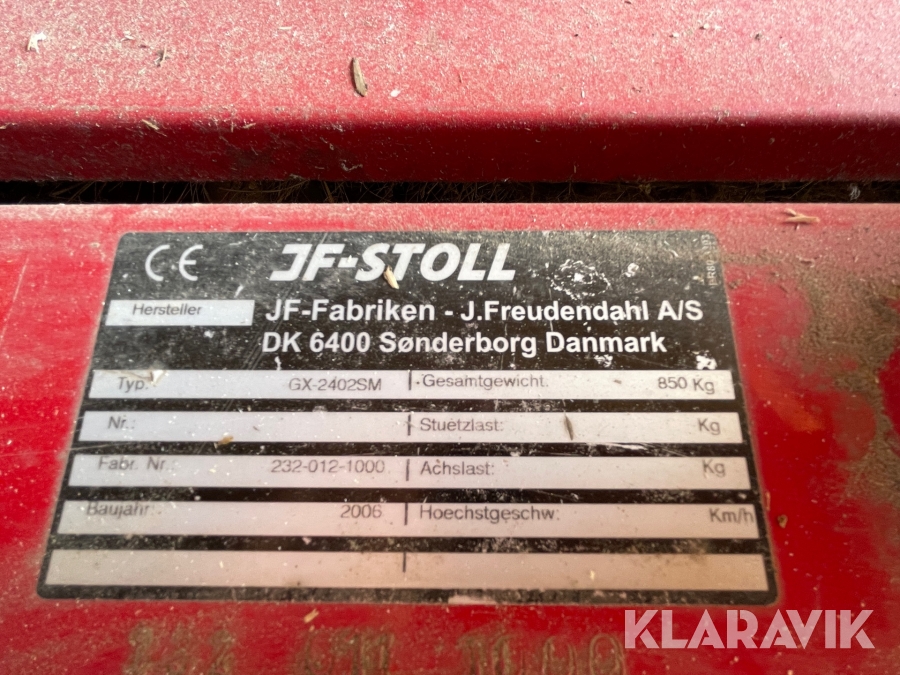 CE JF-STOLL
Hersteller JF-Fabriken - J.Freudendahl A/S
DK 6400 Sønderborg Danmark
Typ: GX-2402SM Gesamtgewicht. 850 Kg
Nr.: Stuetzlast: Kg
Fabr. Nr.: 232-012-1000 Achslast: Kg
Baujahr: 2006 Hoechstgeschw: Km/h
KLARAVIK